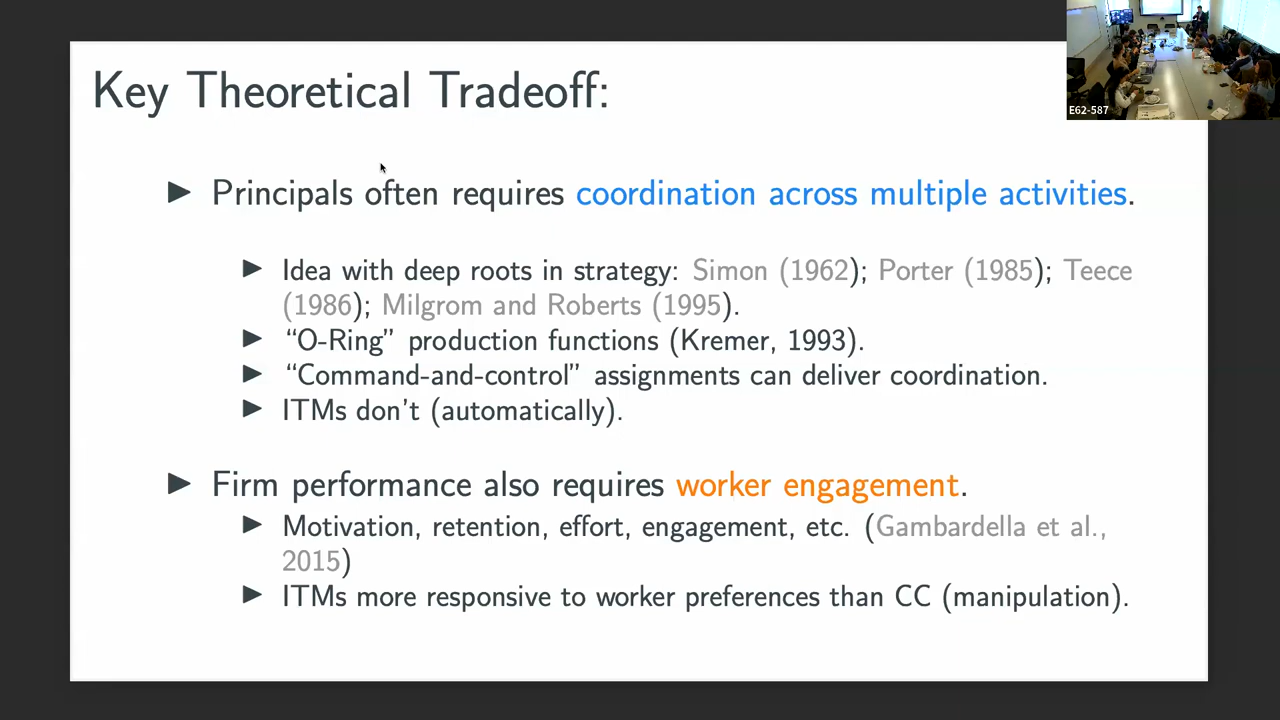 Key Theoretical Tradeoff:
▶ Principals often requires coordination across multiple activities.
▶ Idea with deep roots in strategy: Simon (1962); Porter (1985); Teece
(1986); Milgrom and Roberts (1995).
▶ “O-Ring” production functions (Kremer, 1993).
▶ “Command-and-control” assignments can deliver coordination.
▶ ITMs don't (automatically).
▶ Firm performance also requires worker engagement.
▶ Motivation, retention, effort, engagement, etc. (Gambardella et al.,
2015)
▶ ITMs more responsive to worker preferences than CC (manipulation).
E62-587